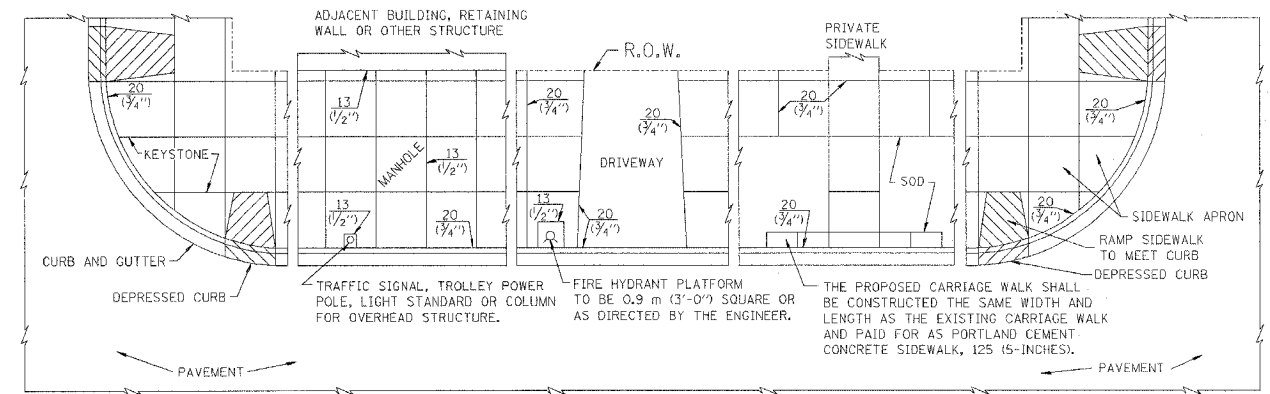 ADJACENT BUILDING, RETAINING
WALL OR OTHER STRUCTURE
R.O.W.
PRIVATE
SIDEWALK
20
(3/4")
13
(1/2")
20
(3/4")
20
(3/4")
20
(3/4")
20
(3/4")
KEYSTONE
MANHOLE
13
(1/2")
DRIVEWAY
SOD
13
(1/2")
20
(3/4")
13
(1/2")
20
(3/4")
20
(3/4")
20
(3/4")
SIDEWALK APRON
RAMP SIDEWALK
TO MEET CURB
DEPRESSED CURB
CURB AND GUTTER
DEPRESSED CURB
TRAFFIC SIGNAL, TROLLEY POWER
POLE, LIGHT STANDARD OR COLUMN
FOR OVERHEAD STRUCTURE.
FIRE HYDRANT PLATFORM
TO BE 0.9 m (3'-0") SQUARE OR
AS DIRECTED BY THE ENGINEER.
THE PROPOSED CARRIAGE WALK SHALL
BE CONSTRUCTED THE SAME WIDTH AND
LENGTH AS THE EXISTING CARRIAGE WALK
AND PAID FOR AS PORTLAND CEMENT
CONCRETE SIDEWALK, 125 (5-INCHES).
PAVEMENT
PAVEMENT